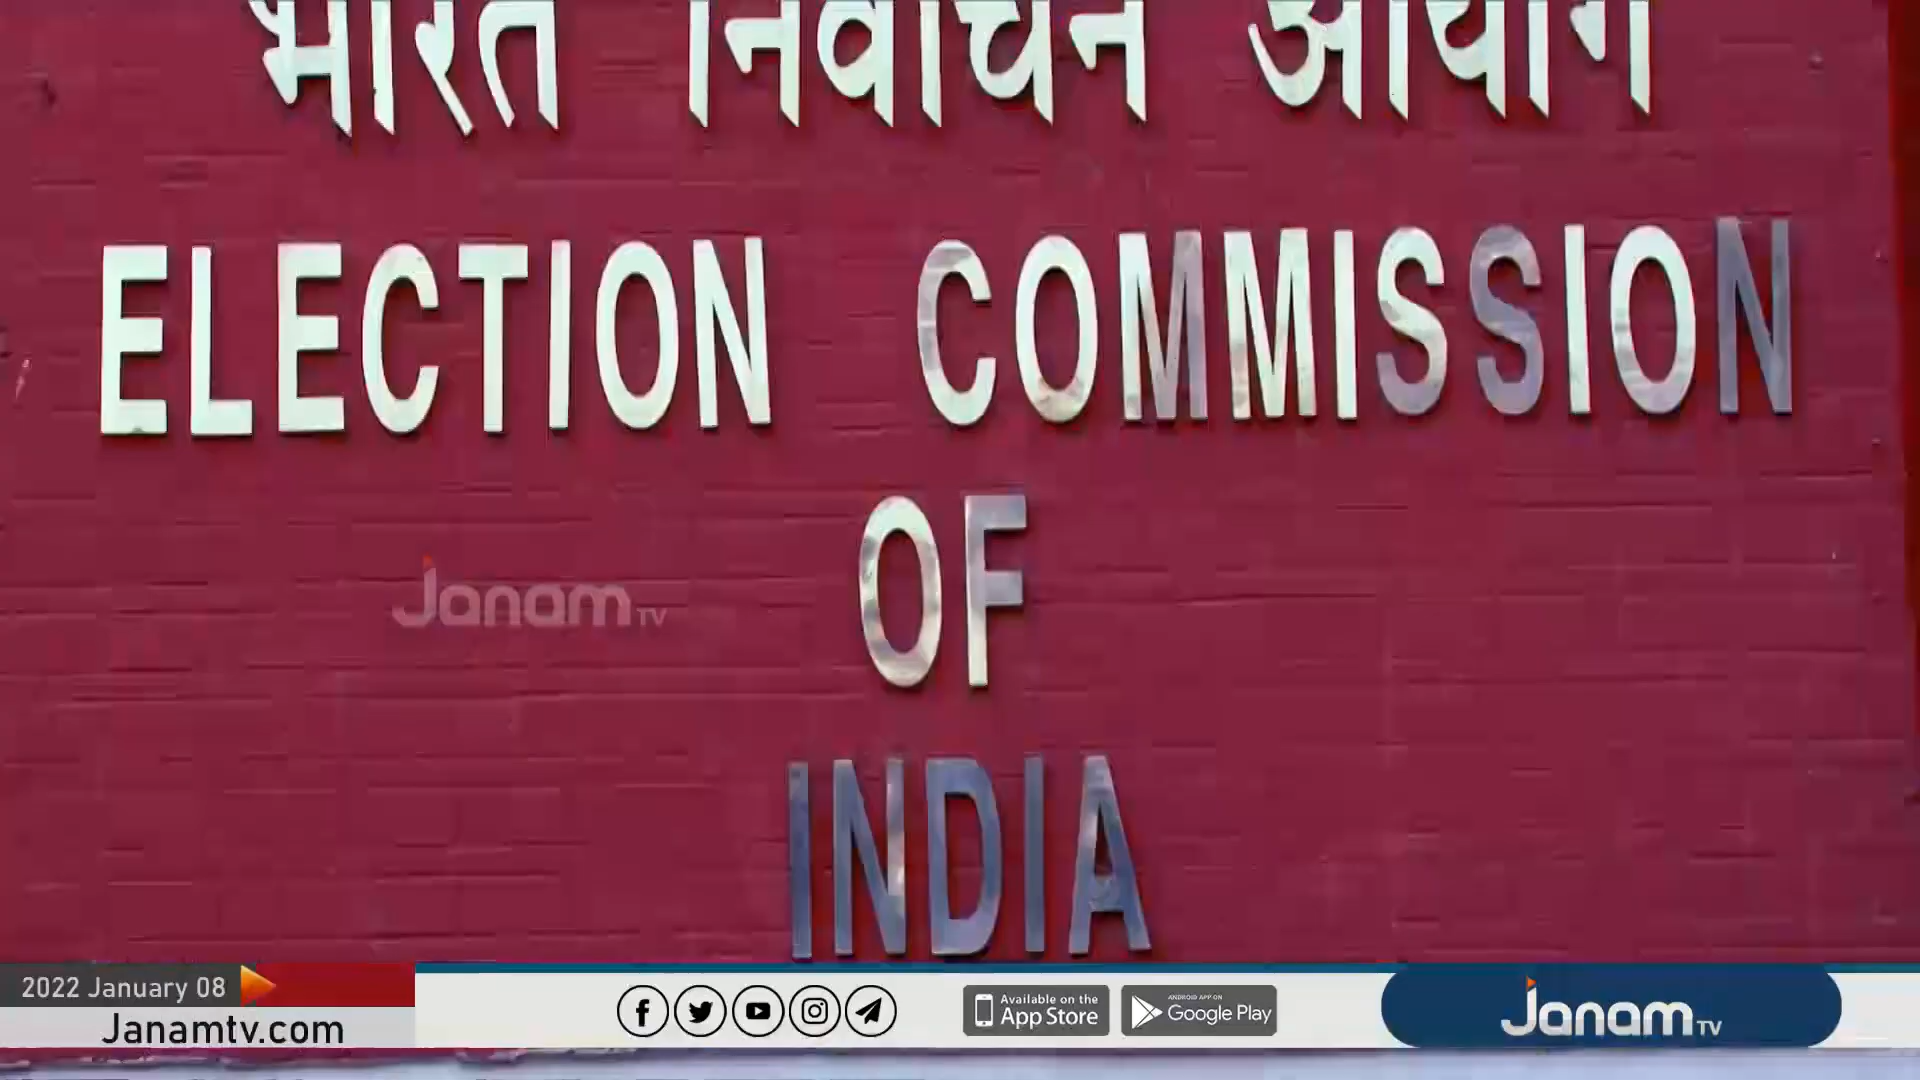 भारत निर्वाचन आयोग
ELECTION COMMISSION
OF
INDIA
Janam TV
2022 January 08
Janamtv.com
Available on the
App Store
ANDROID APP ON
Google Play
Janam TV